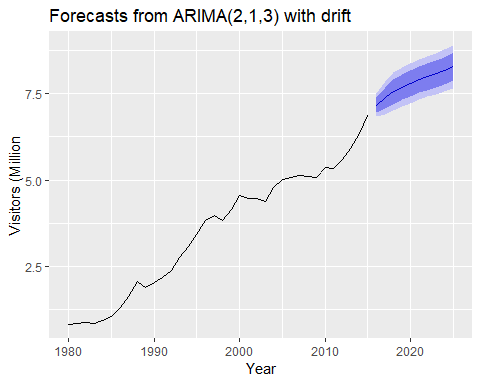 Forecasts from ARIMA(2,1,3) with drift
Visitors (Million
7.5
5.0
2.5
1980 1990 2000 2010 2020
Year